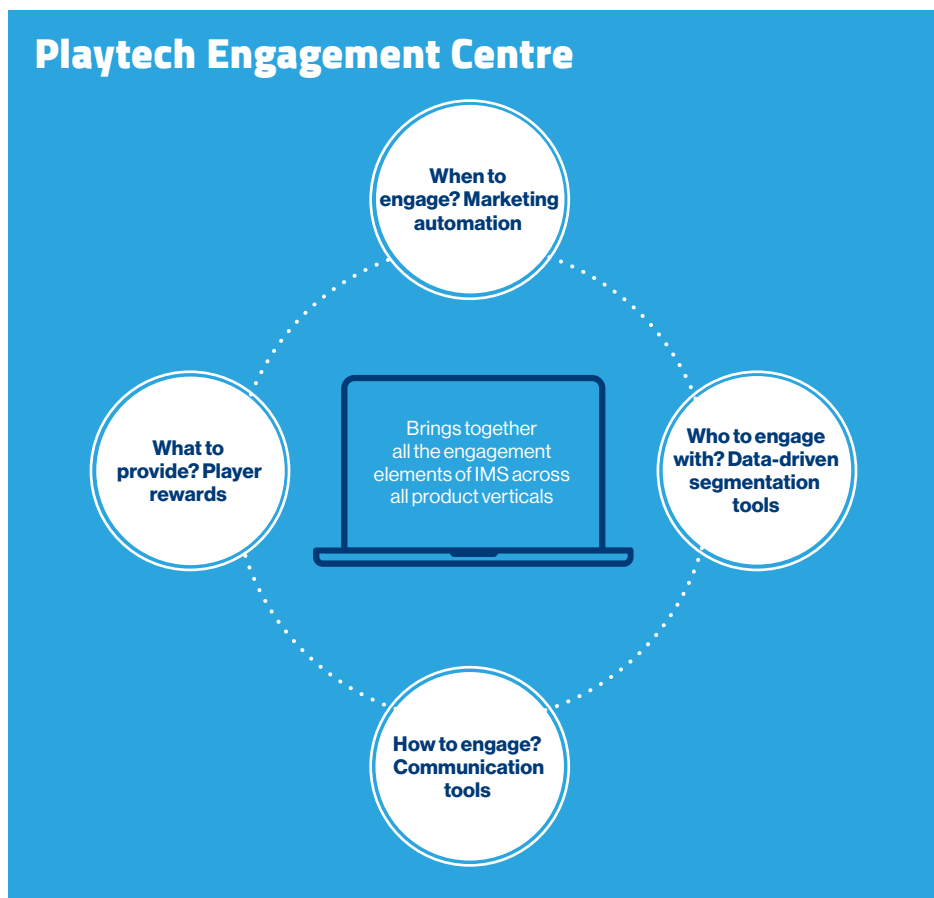 Playtech Engagement Centre
When to
engage? Marketing
automation
What to
provide? Player
rewards
Brings together
all the engagement
elements of IMS across
all product verticals
Who to engage
with? Data-driven
segmentation
tools
How to engage?
Communication
tools